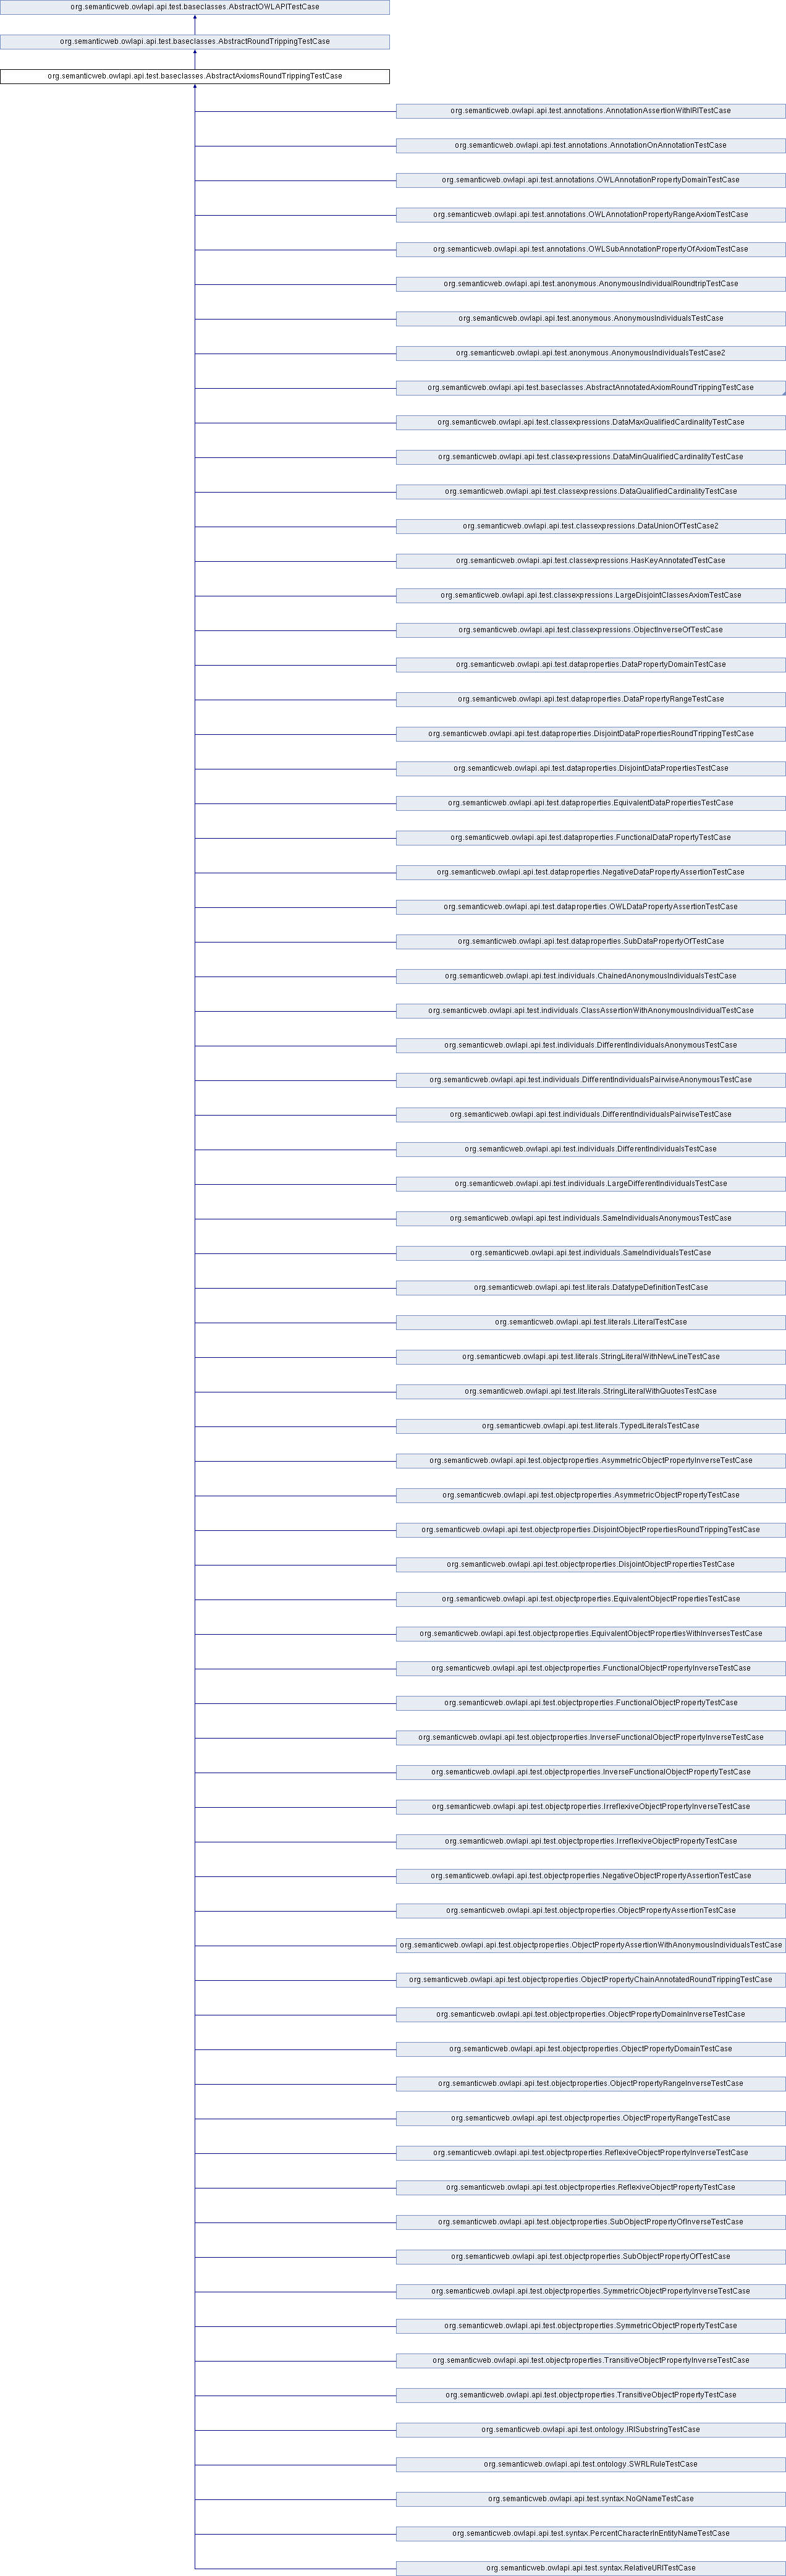 org.semanticweb.owlapi.api.test.baseclasses.AbstractOWLAPITestCase
org.semanticweb.owlapi.api.test.baseclasses.AbstractRoundTrippingTestCase
org.semanticweb.owlapi.api.test.baseclasses.AbstractAxiomsRoundTrippingTestCase
org.semanticweb.owlapi.api.test.annotations.AnnotationAssertionWithIRITestCase
org.semanticweb.owlapi.api.test.annotations.AnnotationOnAnnotationTestCase
org.semanticweb.owlapi.api.test.annotations.OWLAnnotationPropertyDomainTestCase
org.semanticweb.owlapi.api.test.annotations.OWLAnnotationPropertyRangeAxiomTestCase
org.semanticweb.owlapi.api.test.annotations.OWLSubAnnotationPropertyOfAxiomTestCase
org.semanticweb.owlapi.api.test.anonymous.AnonymousIndividualRoundtripTestCase
org.semanticweb.owlapi.api.test.anonymous.AnonymousIndividualsTestCase
org.semanticweb.owlapi.api.test.anonymous.AnonymousIndividualsTestCase2
org.semanticweb.owlapi.api.test.baseclasses.AbstractAnnotatedAxiomRoundTrippingTestCase
org.semanticweb.owlapi.api.test.classexpressions.DataMaxQualifiedCardinalityTestCase
org.semanticweb.owlapi.api.test.classexpressions.DataMinQualifiedCardinalityTestCase
org.semanticweb.owlapi.api.test.classexpressions.DataQualifiedCardinalityTestCase
org.semanticweb.owlapi.api.test.classexpressions.DataUnionOfTestCase2
org.semanticweb.owlapi.api.test.classexpressions.HasKeyAnnotatedTestCase
org.semanticweb.owlapi.api.test.classexpressions.LargeDisjointClassesAxiomTestCase
org.semanticweb.owlapi.api.test.classexpressions.ObjectInverseOfTestCase
org.semanticweb.owlapi.api.test.dataproperties.DataPropertyDomainTestCase
org.semanticweb.owlapi.api.test.dataproperties.DataPropertyRangeTestCase
org.semanticweb.owlapi.api.test.dataproperties.DisjointDataPropertiesRoundTrippingTestCase
org.semanticweb.owlapi.api.test.dataproperties.DisjointDataPropertiesTestCase
org.semanticweb.owlapi.api.test.dataproperties.EquivalentDataPropertiesTestCase
org.semanticweb.owlapi.api.test.dataproperties.FunctionalDataPropertyTestCase
org.semanticweb.owlapi.api.test.dataproperties.NegativeDataPropertyAssertionTestCase
org.semanticweb.owlapi.api.test.dataproperties.OWLDataPropertyAssertionTestCase
org.semanticweb.owlapi.api.test.dataproperties.SubDataPropertyOfTestCase
org.semanticweb.owlapi.api.test.individuals.ChainedAnonymousIndividualsTestCase
org.semanticweb.owlapi.api.test.individuals.ClassAssertionWithAnonymousIndividualTestCase
org.semanticweb.owlapi.api.test.individuals.DifferentIndividualsAnonymousTestCase
org.semanticweb.owlapi.api.test.individuals.DifferentIndividualsPairwiseAnonymousTestCase
org.semanticweb.owlapi.api.test.individuals.DifferentIndividualsPairwiseTestCase
org.semanticweb.owlapi.api.test.individuals.DifferentIndividualsTestCase
org.semanticweb.owlapi.api.test.individuals.LargeDifferentIndividualsTestCase
org.semanticweb.owlapi.api.test.individuals.SameIndividualsAnonymousTestCase
org.semanticweb.owlapi.api.test.individuals.SameIndividualsTestCase
org.semanticweb.owlapi.api.test.literals.DatatypeDefinitionTestCase
org.semanticweb.owlapi.api.test.literals.LiteralTestCase
org.semanticweb.owlapi.api.test.literals.StringLiteralWithNewLineTestCase
org.semanticweb.owlapi.api.test.literals.StringLiteralWithQuotesTestCase
org.semanticweb.owlapi.api.test.literals.TypedLiteralsTestCase
org.semanticweb.owlapi.api.test.objectproperties.AsymmetricObjectPropertyInverseTestCase
org.semanticweb.owlapi.api.test.objectproperties.AsymmetricObjectPropertyTestCase
org.semanticweb.owlapi.api.test.objectproperties.DisjointObjectPropertiesRoundTrippingTestCase
org.semanticweb.owlapi.api.test.objectproperties.DisjointObjectPropertiesTestCase
org.semanticweb.owlapi.api.test.objectproperties.EquivalentObjectPropertiesTestCase
org.semanticweb.owlapi.api.test.objectproperties.EquivalentObjectPropertiesWithInversesTestCase
org.semanticweb.owlapi.api.test.objectproperties.FunctionalObjectPropertyInverseTestCase
org.semanticweb.owlapi.api.test.objectproperties.FunctionalObjectPropertyTestCase
org.semanticweb.owlapi.api.test.objectproperties.InverseFunctionalObjectPropertyInverseTestCase
org.semanticweb.owlapi.api.test.objectproperties.InverseFunctionalObjectPropertyTestCase
org.semanticweb.owlapi.api.test.objectproperties.IrreflexiveObjectPropertyInverseTestCase
org.semanticweb.owlapi.api.test.objectproperties.IrreflexiveObjectPropertyTestCase
org.semanticweb.owlapi.api.test.objectproperties.NegativeObjectPropertyAssertionTestCase
org.semanticweb.owlapi.api.test.objectproperties.ObjectPropertyAssertionTestCase
org.semanticweb.owlapi.api.test.objectproperties.ObjectPropertyAssertionWithAnonymousIndividualsTestCase
org.semanticweb.owlapi.api.test.objectproperties.ObjectPropertyChainAnnotatedRoundTrippingTestCase
org.semanticweb.owlapi.api.test.objectproperties.ObjectPropertyDomainInverseTestCase
org.semanticweb.owlapi.api.test.objectproperties.ObjectPropertyDomainTestCase
org.semanticweb.owlapi.api.test.objectproperties.ObjectPropertyRangeInverseTestCase
org.semanticweb.owlapi.api.test.objectproperties.ObjectPropertyRangeTestCase
org.semanticweb.owlapi.api.test.objectproperties.ReflexiveObjectPropertyInverseTestCase
org.semanticweb.owlapi.api.test.objectproperties.ReflexiveObjectPropertyTestCase
org.semanticweb.owlapi.api.test.objectproperties.SubObjectPropertyOfInverseTestCase
org.semanticweb.owlapi.api.test.objectproperties.SubObjectPropertyOfTestCase
org.semanticweb.owlapi.api.test.objectproperties.SymmetricObjectPropertyInverseTestCase
org.semanticweb.owlapi.api.test.objectproperties.SymmetricObjectPropertyTestCase
org.semanticweb.owlapi.api.test.objectproperties.TransitiveObjectPropertyInverseTestCase
org.semanticweb.owlapi.api.test.objectproperties.TransitiveObjectPropertyTestCase
org.semanticweb.owlapi.api.test.ontology.IRISubstringTestCase
org.semanticweb.owlapi.api.test.ontology.SWRLRuleTestCase
org.semanticweb.owlapi.api.test.syntax.NoQNameTestCase
org.semanticweb.owlapi.api.test.syntax.PercentCharacterInEntityNameTestCase
org.semanticweb.owlapi.api.test.syntax.RelativeURITestCase